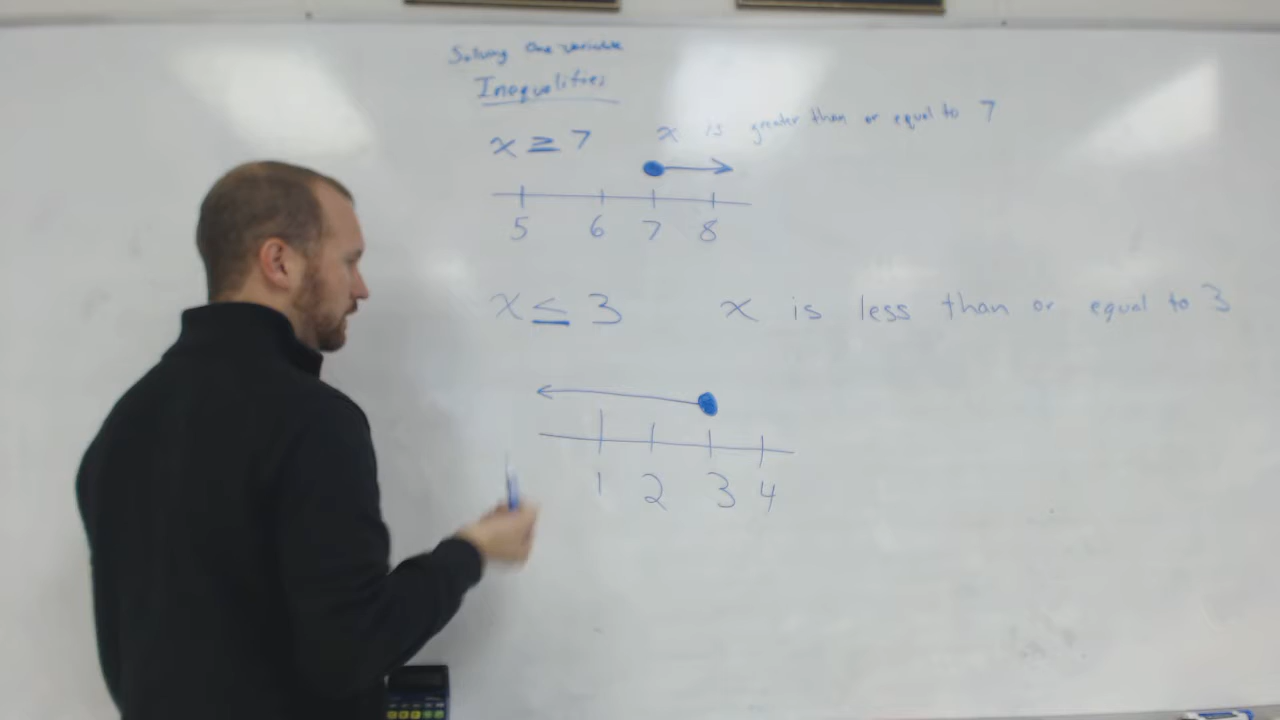 Solving One variable
Inequalities
x ≥ 7 x is greater than or equal to 7
5 6 7 8
x ≤ 3 x is less than or equal to 3
1 2 3 4